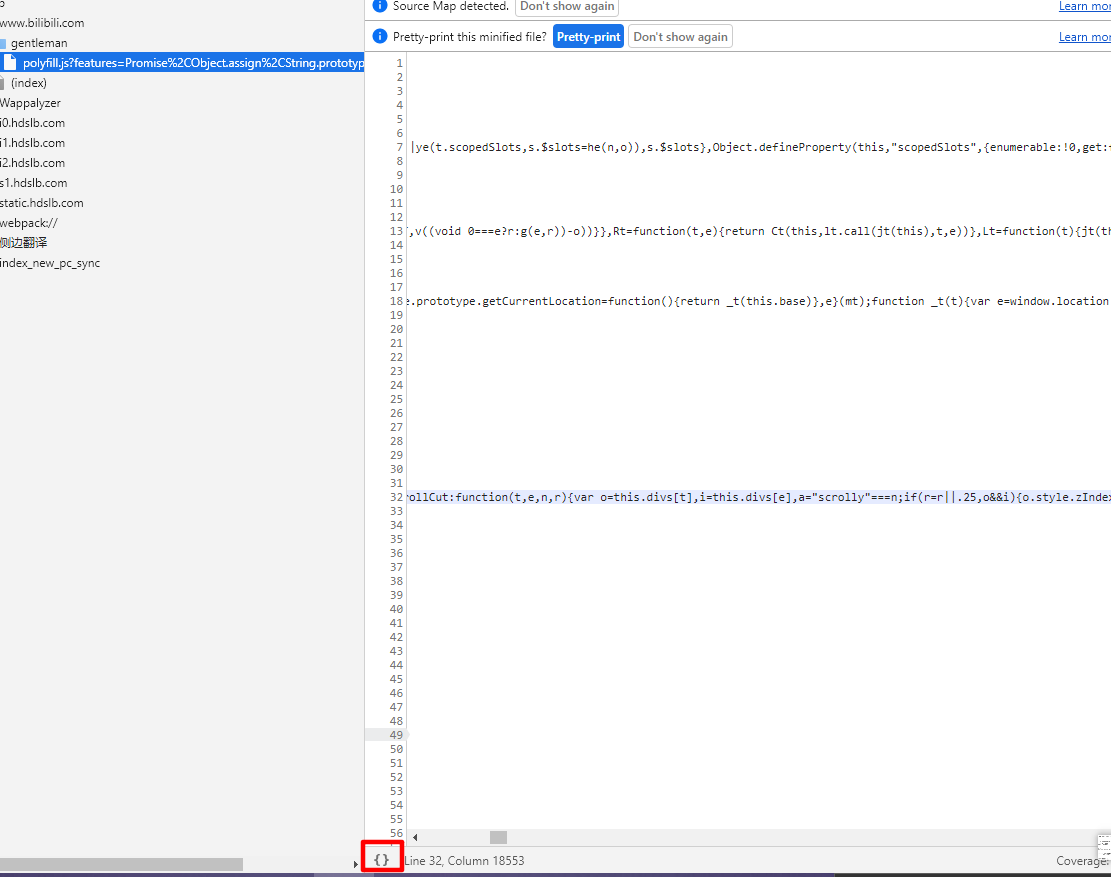 Source Map detected. Don't show again Learn mor
www.bilibili.com
Pretty-print this minified file? Pretty-print Don't show again Learn mor
gentleman
polyfill.js?features=Promise%2CObject.assign%2CString.prototyp
(index)
Wappalyzer
i0.hdslb.com
i1.hdslb.com
i2.hdslb.com
s1.hdslb.com
static.hdslb.com
webpack://
侧边翻译
index_new_pc_sync
1
2
3
4
5
6
7 |ye(t.scopedSlots,s.$slots=he(n,o)),s.$slots},Object.defineProperty(this,"scopedSlots",{enumerable:!0,get:
8
9
10
11
12
13 ,v((void 0===e?r:g(e,r))-o))}},Rt=function(t,e){return Ct(this,lt.call(jt(this),t,e))},Lt=function(t){jt(th
14
15
16
17
18 e.prototype.getCurrentLocation=function(){return _t(this.base)},e}(mt);function _t(t){var e=window.location
19
20
21
22
23
24
25
26
27
28
29
30
31
32 rollCut:function(t,e,n,r){var o=this.divs[t],i=this.divs[e],a="scrolly"===n;if(r=r||.25,o&&i){o.style.zIndex
33
34
35
36
37
38
39
40
41
42
43
44
45
46
47
48
49
50
51
52
53
54
55
56
{} Line 32, Column 18553 Coverage: